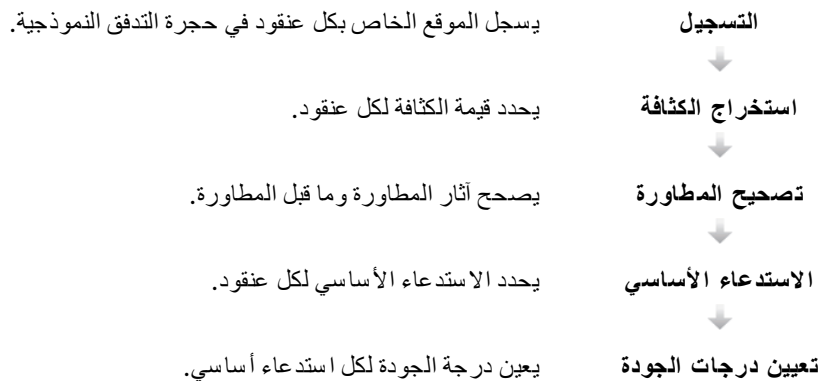 التسجيل يسجل الموقع الخاص بكل عنقود في حجرة التدفق النموذجية.
استخراج الكثافة يحدد قيمة الكثافة لكل عنقود.
تصحيح المطاورة يصحح آثار المطاورة وما قبل المطاورة.
الاستدعاء الأساسي يحدد الاستدعاء الأساسي لكل عنقود.
تعيين درجات الجودة يعين درجة الجودة لكل استدعاء أساسي.